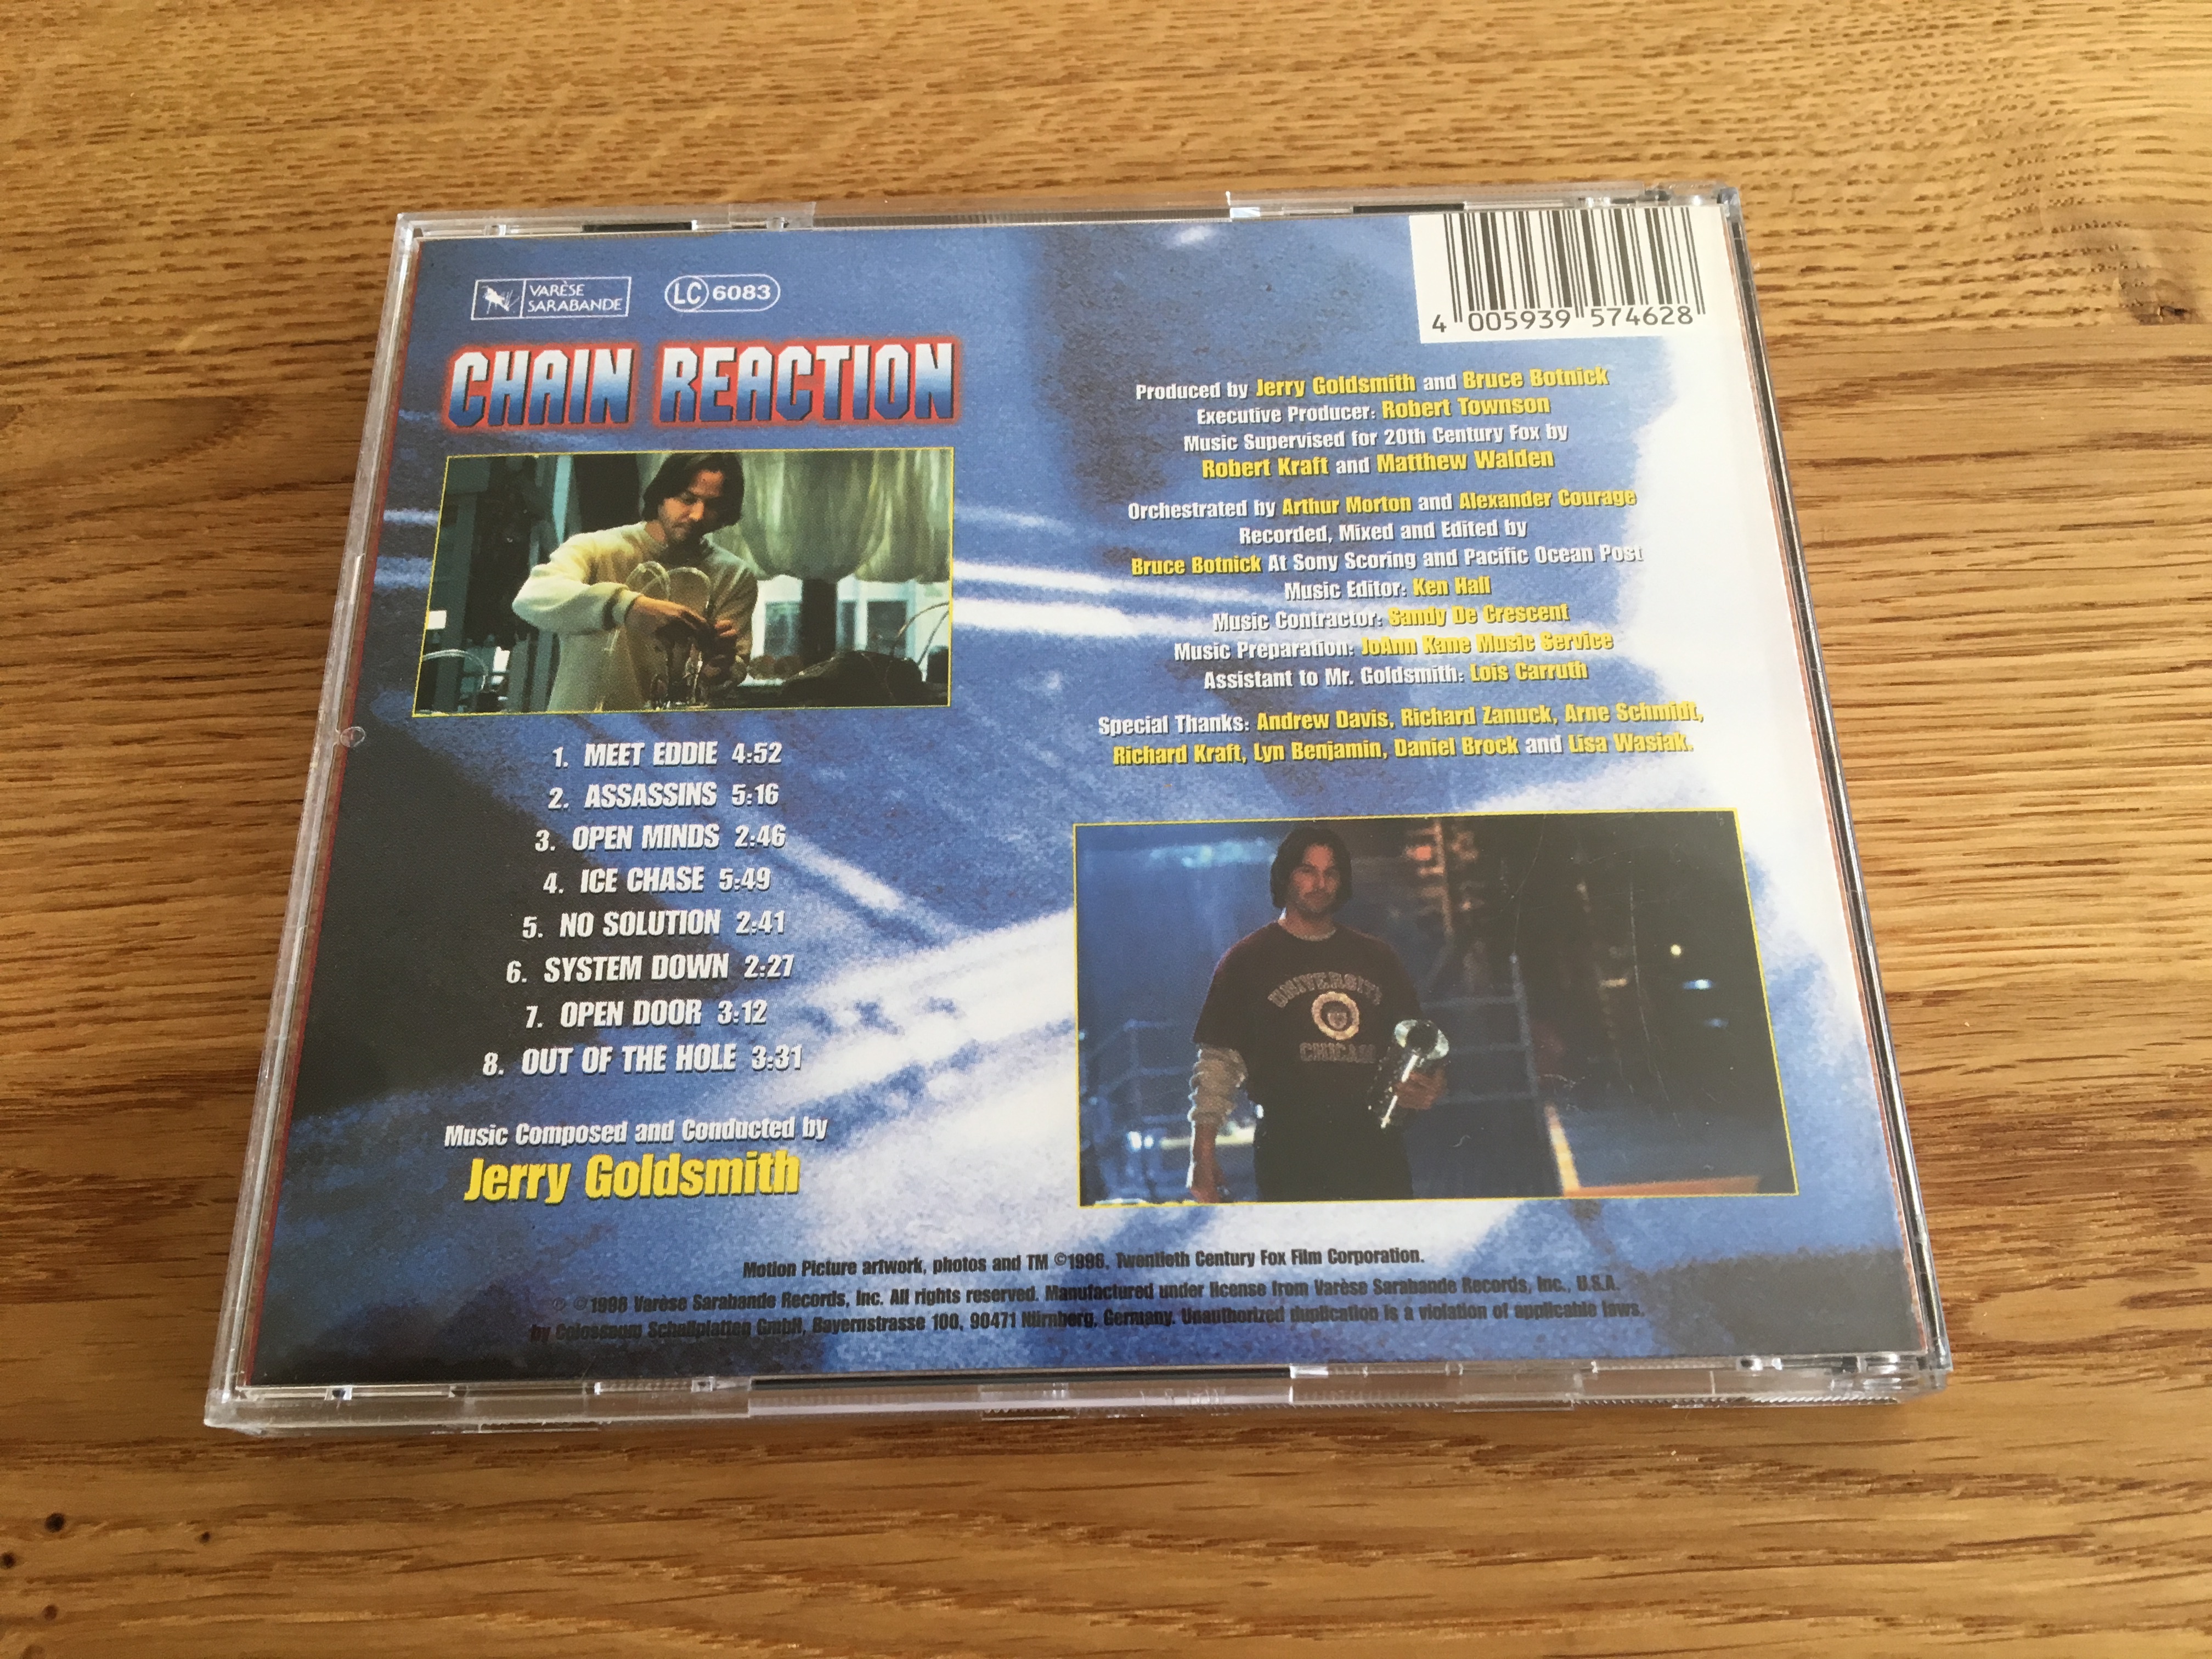 VARÈSE
SARABANDE
LC 6083
4 005939 574628
CHAIN REACTION
1. MEET EDDIE 4:52
2. ASSASSINS 5:16
3. OPEN MINDS 2:46
4. ICE CHASE 5:49
5. NO SOLUTION 2:41
6. SYSTEM DOWN 2:27
7. OPEN DOOR 3:12
8. OUT OF THE HOLE 3:31
Music Composed and Conducted by
Jerry Goldsmith
Produced by Jerry Goldsmith and Bruce Botnick
Executive Producer: Robert Townson
Music Supervised for 20th Century Fox by
Robert Kraft and Matthew Walden
Orchestrated by Arthur Morton and Alexander Courage
Recorded, Mixed and Edited by
Bruce Botnick At Sony Scoring and Pacific Ocean Post
Music Editor: Ken Hall
Music Contractor: Sandy De Crescent
Music Preparation: JoAnn Kane Music Service
Assistant to Mr. Goldsmith: Lois Carruth
Special Thanks: Andrew Davis, Richard Zanuck, Arne Schmidt,
Richard Kraft, Lyn Benjamin, Daniel Brock and Lisa Wasiak.
UNIVERSITY
CHICAGO
Motion Picture artwork, photos and TM ©1996, Twentieth Century Fox Film Corporation.
℗ ©1996 Varèse Sarabande Records, Inc. All rights reserved. Manufactured under license from Varèse Sarabande Records, Inc., U.S.A.
by Colosseum Schallplatten GmbH, Bayernstrasse 100, 90471 Nürnberg, Germany. Unauthorized duplication is a violation of applicable laws.